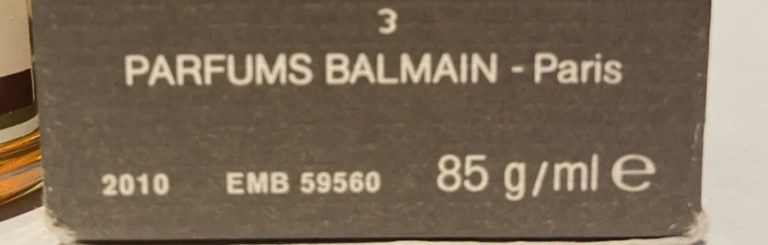 3
PARFUMS BALMAIN - Paris
2010 EMB 59560 85 g/ml ℮